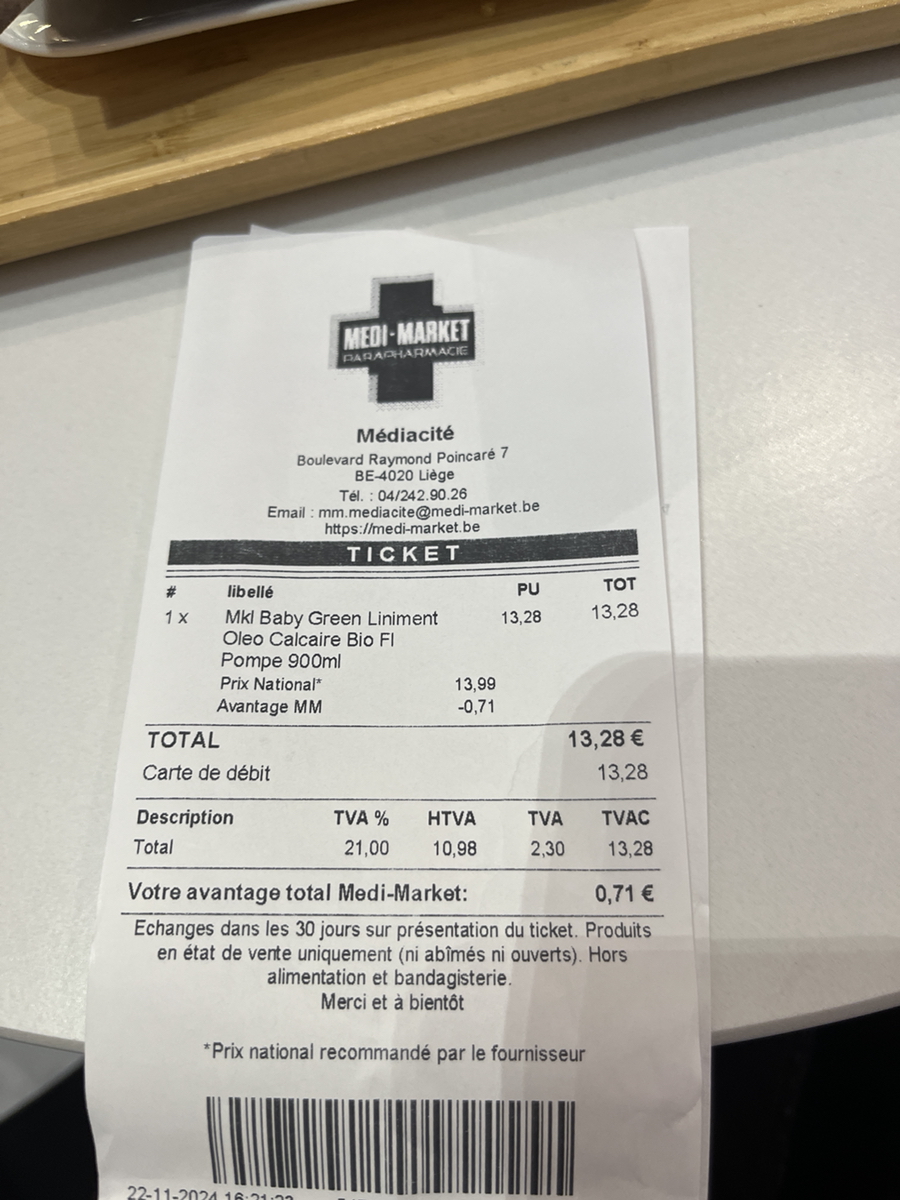 MEDI-MARKET
PARAPHARMACIE
Médiacité
Boulevard Raymond Poincaré 7
BE-4020 Liège
Tél. : 04/242.90.26
Email : mm.mediacite@medi-market.be
https://medi-market.be
TICKET
# libellé PU TOT
1 x Mkl Baby Green Liniment 13,28 13,28
Oleo Calcaire Bio Fl
Pompe 900ml
Prix National* 13,99
Avantage MM -0,71
TOTAL 13,28 €
Carte de débit 13,28
Description TVA % HTVA TVA TVAC
Total 21,00 10,98 2,30 13,28
Votre avantage total Medi-Market: 0,71 €
Echanges dans les 30 jours sur présentation du ticket. Produits
en état de vente uniquement (ni abîmés ni ouverts). Hors
alimentation et bandagisterie.
Merci et à bientôt
*Prix national recommandé par le fournisseur
22-11-2024